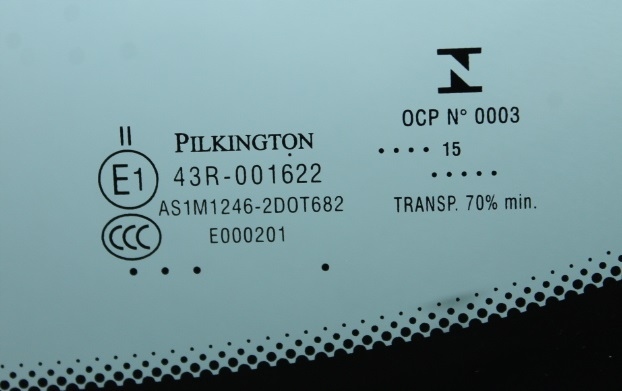 II
PILKINGTON
E1
43R-001622
AS1M1246-2DOT682
CCC
E000201
OCP N° 0003
.... 15
.....
TRANSP. 70% min.